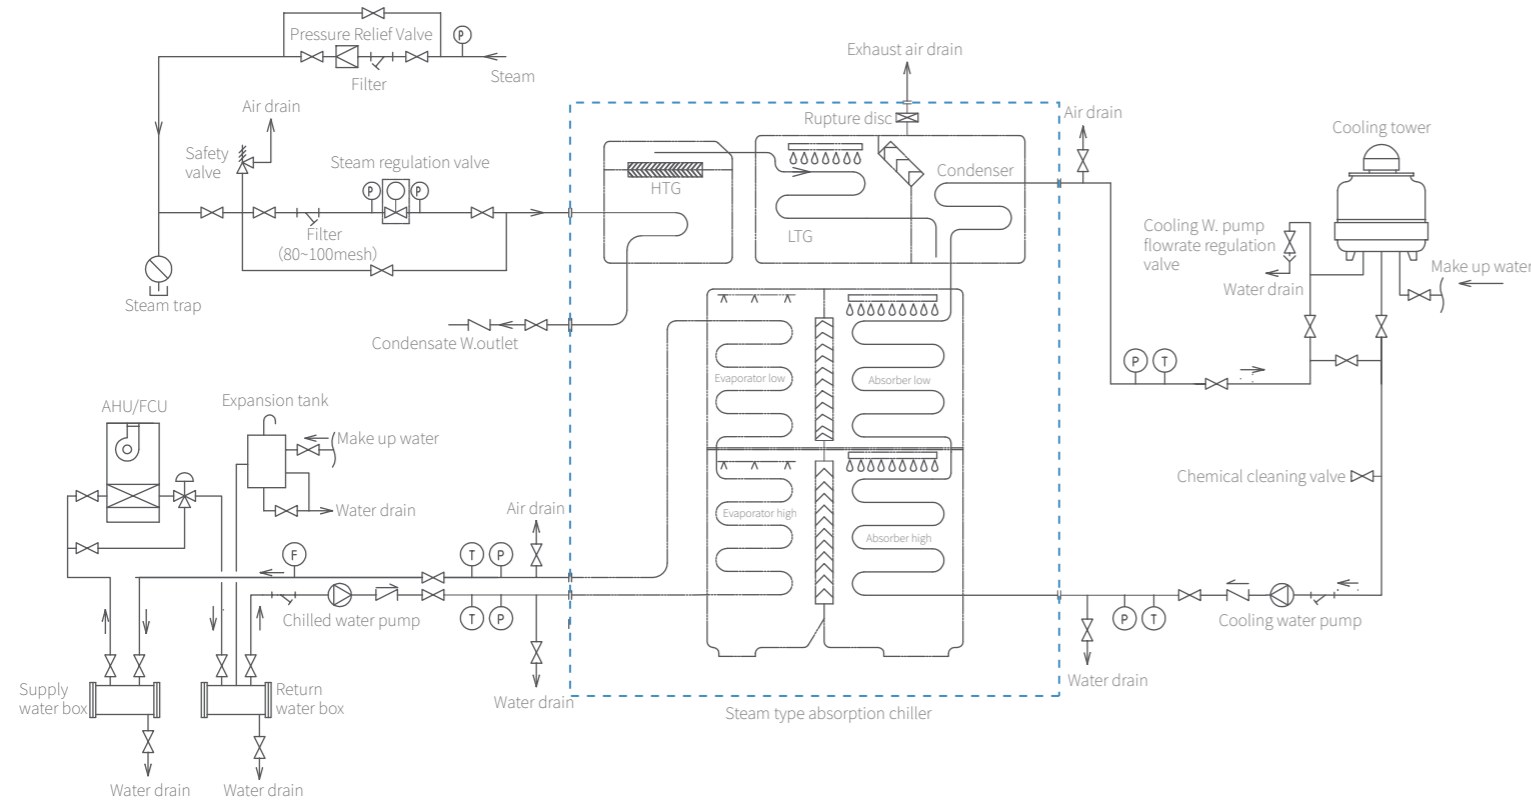 Pressure Relief Valve
P
Filter
Steam
Exhaust air drain
Air drain
Rupture disc
Air drain
Cooling tower
Safety
valve
Steam regulation valve
P
P
HTG
Condenser
LTG
Filter
(80~100mesh)
Cooling W. pump
flowrate regulation
valve
Water drain
Make up water
Steam trap
Condensate W.outlet
P
T
Evaporator low
Absorber low
AHU/FCU
Expansion tank
Make up water
Water drain
Chemical cleaning valve
Air drain
Evaporator high
Absorber high
F
T
P
Chilled water pump
T
P
P
T
Cooling water pump
Supply
water box
Return
water box
Water drain
Water drain
Steam type absorption chiller
Water drain
Water drain